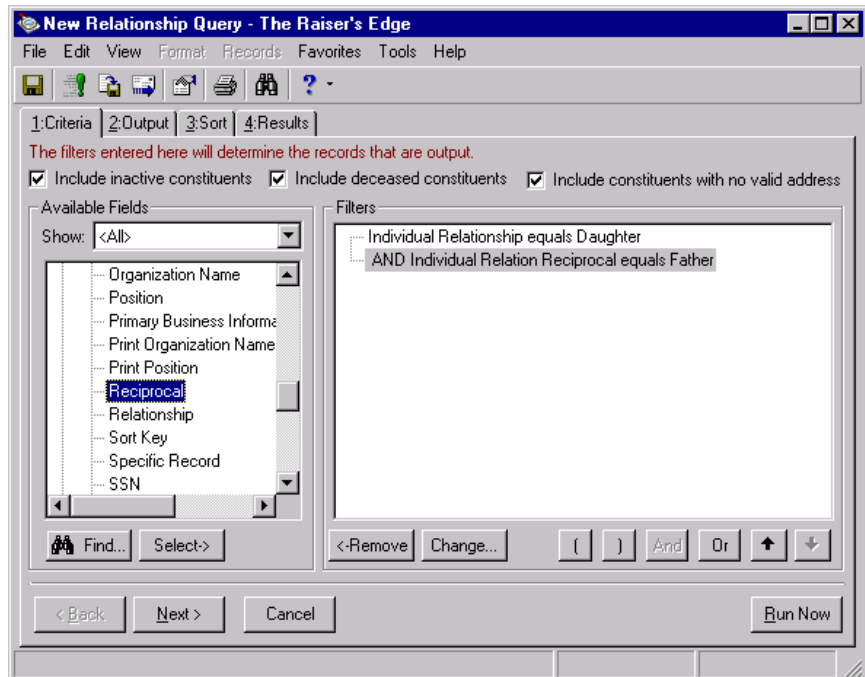 New Relationship Query - The Raiser's Edge
File Edit View Format Records Favorites Tools Help
?
1:Criteria 2:Output 3:Sort 4:Results
The filters entered here will determine the records that are output.
Include inactive constituents Include deceased constituents Include constituents with no valid address
Available Fields
Show: <All>
Organization Name
Position
Primary Business Informa
Print Organization Name
Print Position
Reciprocal
Relationship
Sort Key
Specific Record
SSN
Find... Select->
Filters
Individual Relationship equals Daughter
AND Individual Relation Reciprocal equals Father
<-Remove Change... ( ) And Or
< Back Next > Cancel Run Now